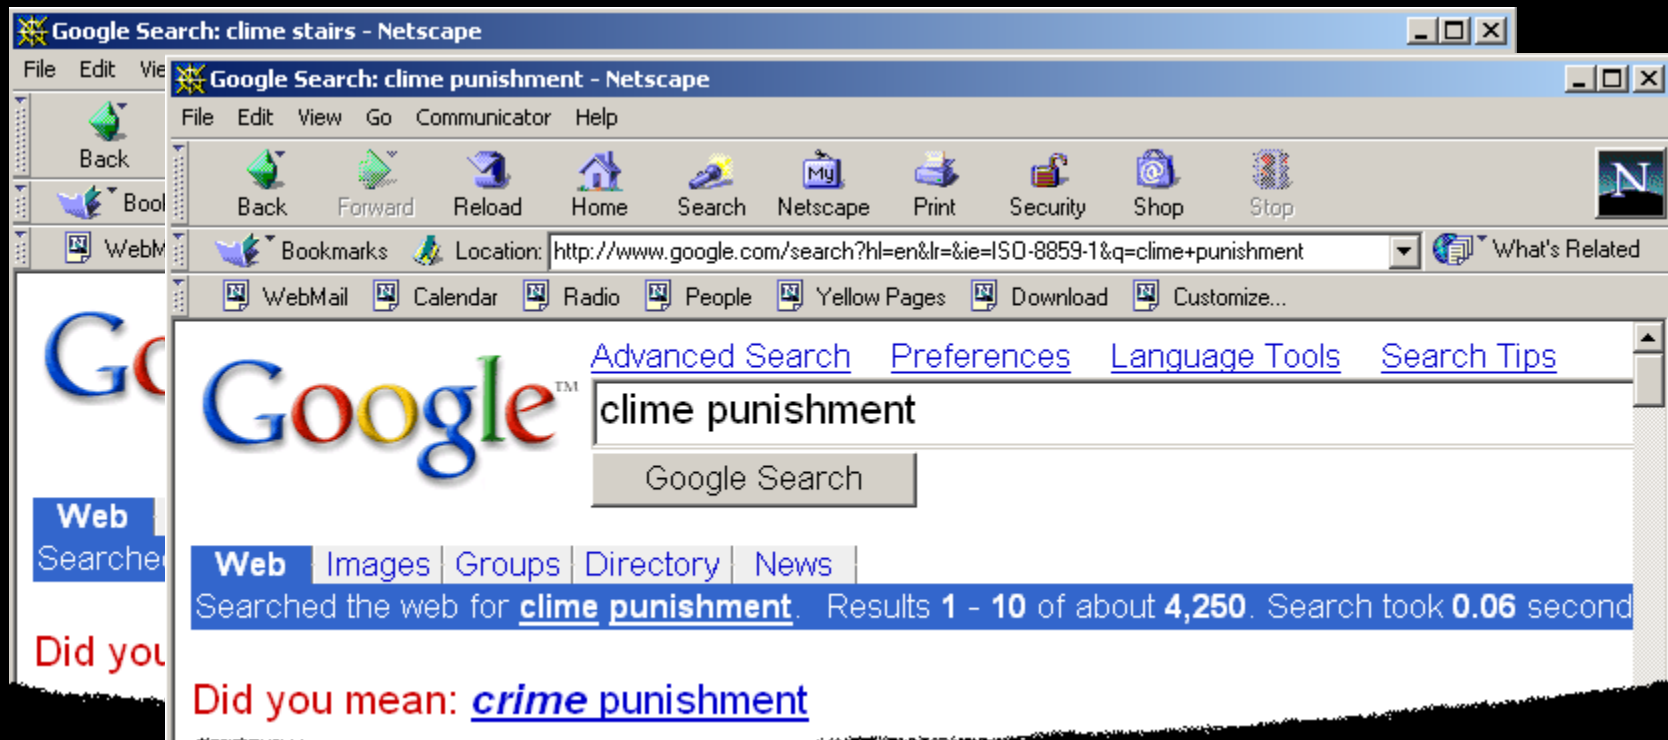 Google Search: clime stairs - Netscape
File Edit
Back
WebM
Web
Searched
Did you
Google Search: clime punishment - Netscape
File Edit View Go Communicator Help
My N
Back Forward Reload Home Search Netscape Print Security Shop Stop
Bookmarks Location: http://www.google.com/search?hl=en&lr=&ie=ISO-8859-1&q=clime+punishment What's Related
WebMail Calendar Radio People Yellow Pages Download Customize...
Advanced Search Preferences Language Tools Search Tips
Google™ clime punishment
Google Search
Web Images Groups Directory News
Searched the web for clime punishment. Results 1 - 10 of about 4,250. Search took 0.06 second
Did you mean: crime punishment